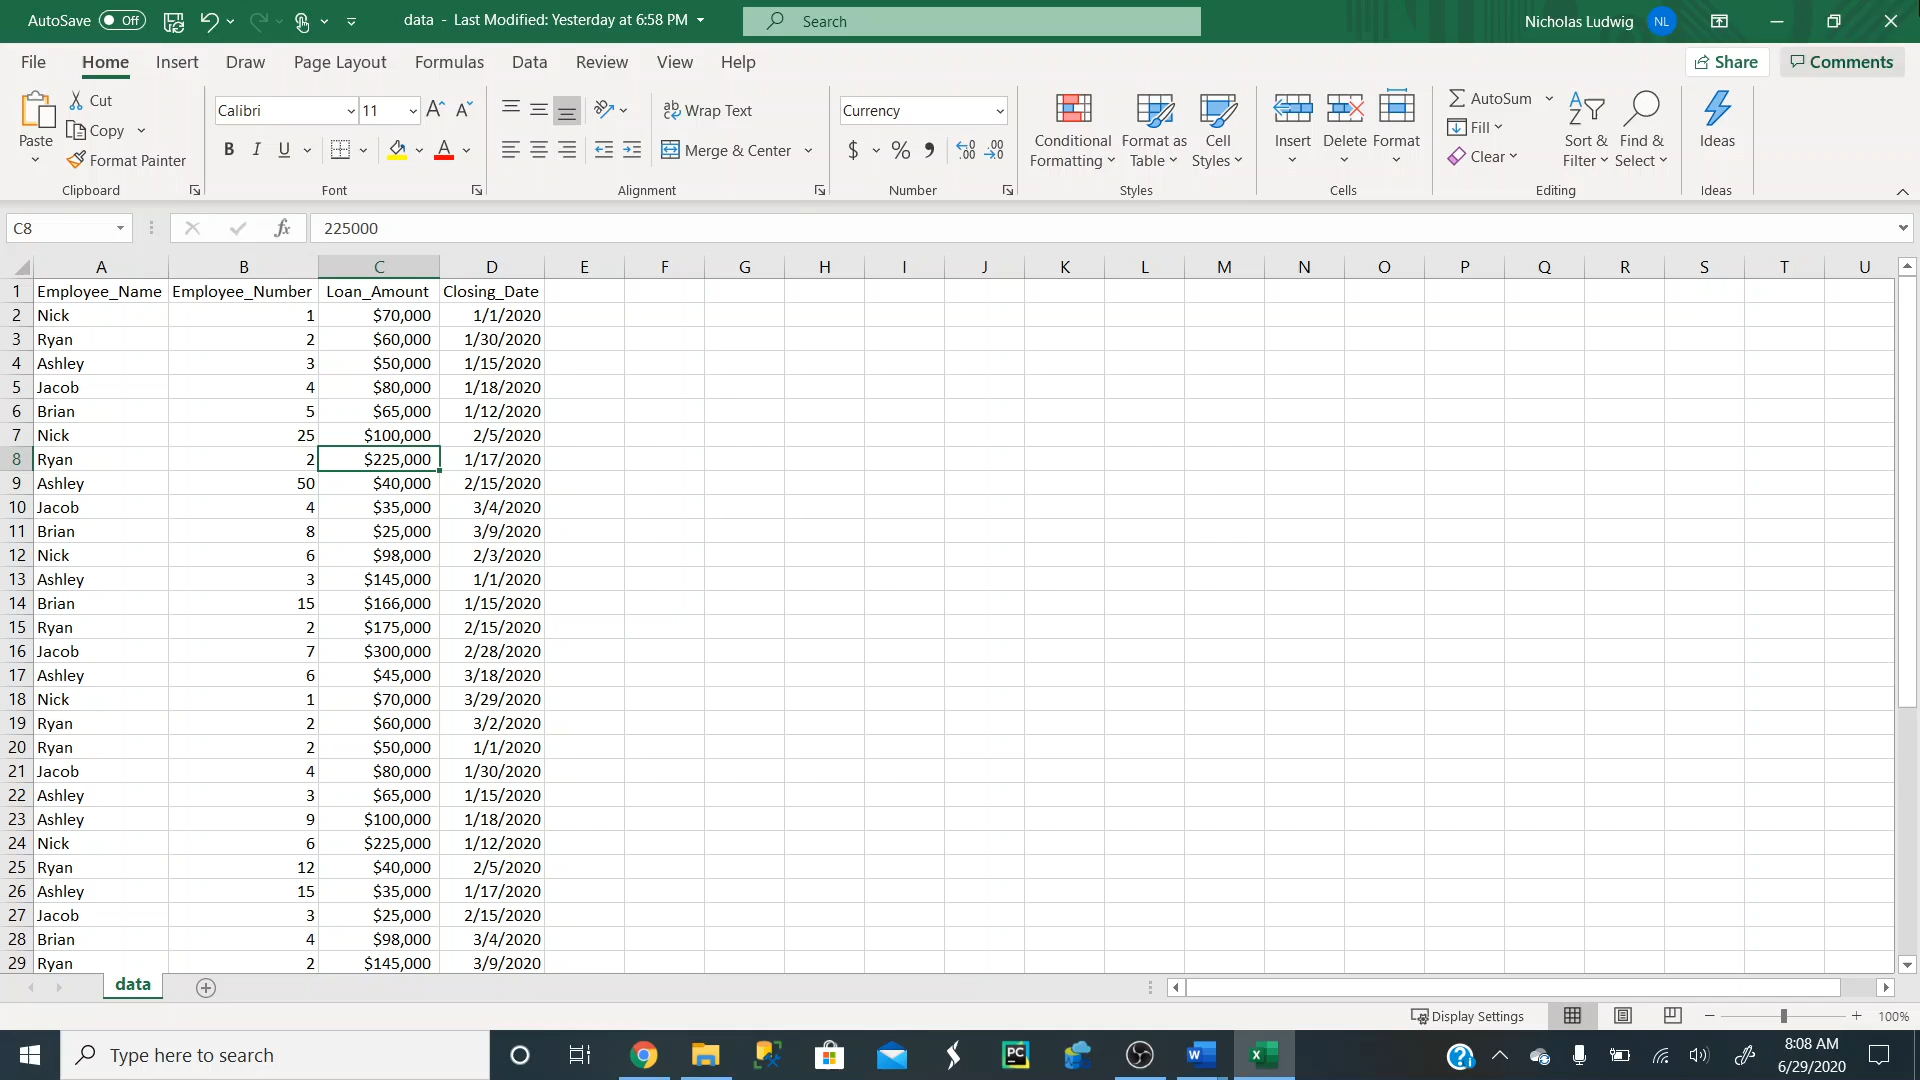 AutoSave Off data - Last Modified: Yesterday at 6:58 PM Search Nicholas Ludwig NL
File Home Insert Draw Page Layout Formulas Data Review View Help Share Comments
Paste Cut Copy Format Painter Clipboard
Calibri 11 B I U A Font
Wrap Text Merge & Center Alignment
Currency $ % Number
Conditional Formatting Format as Table Cell Styles Styles
Insert Delete Format Cells
AutoSum Fill Clear Sort & Filter Find & Select Editing
Ideas Ideas
C8 fx 225000
A B C D E F G H I J K L M N O P Q R S T U
1 Employee_Name Employee_Number Loan_Amount Closing_Date
2 Nick 1 $70,000 1/1/2020
3 Ryan 2 $60,000 1/30/2020
4 Ashley 3 $50,000 1/15/2020
5 Jacob 4 $80,000 1/18/2020
6 Brian 5 $65,000 1/12/2020
7 Nick 25 $100,000 2/5/2020
8 Ryan 2 $225,000 1/17/2020
9 Ashley 50 $40,000 2/15/2020
10 Jacob 4 $35,000 3/4/2020
11 Brian 8 $25,000 3/9/2020
12 Nick 6 $98,000 2/3/2020
13 Ashley 3 $145,000 1/1/2020
14 Brian 15 $166,000 1/15/2020
15 Ryan 2 $175,000 2/15/2020
16 Jacob 7 $300,000 2/28/2020
17 Ashley 6 $45,000 3/18/2020
18 Nick 1 $70,000 3/29/2020
19 Ryan 2 $60,000 3/2/2020
20 Ryan 2 $50,000 1/1/2020
21 Jacob 4 $80,000 1/30/2020
22 Ashley 3 $65,000 1/15/2020
23 Ashley 9 $100,000 1/18/2020
24 Nick 6 $225,000 1/12/2020
25 Ryan 12 $40,000 2/5/2020
26 Ashley 15 $35,000 1/17/2020
27 Jacob 3 $25,000 2/15/2020
28 Brian 4 $98,000 3/4/2020
29 Ryan 2 $145,000 3/9/2020
data
Display Settings 100%
Type here to search 8:08 AM
6/29/2020